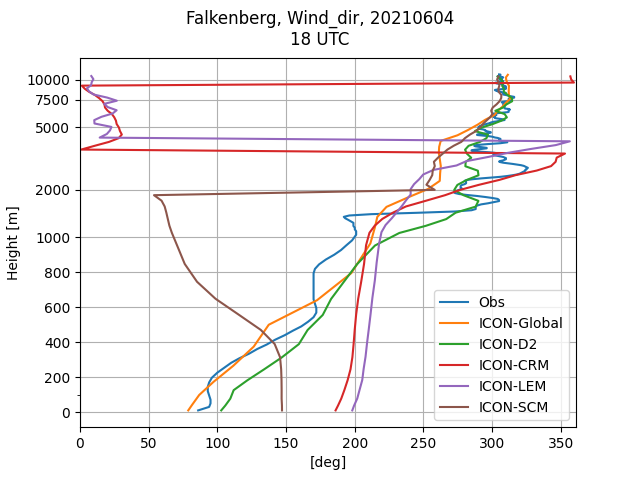 Falkenberg, Wind_dir, 20210604
18 UTC
10000
7500
5000
2000
1000
800
600
400
200
0
Height [m]
0 50 100 150 200 250 300 350
[deg]
Obs
ICON-Global
ICON-D2
ICON-CRM
ICON-LEM
ICON-SCM